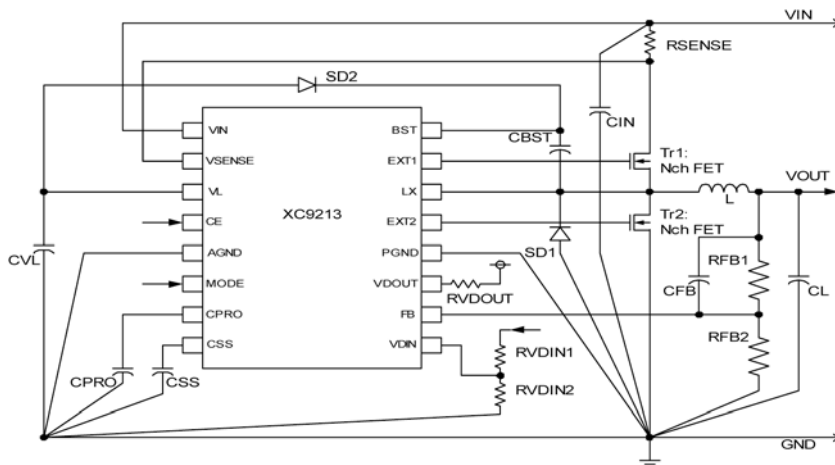 VIN
RSENSE
SD2
CIN
VIN
BST
CBST
VSENSE
EXT1
Tr1:
Nch FET
VL
LX
VOUT
L
XC9213
CE
EXT2
Tr2:
Nch FET
CVL
AGND
PGND
SD1
MODE
VDOUT
RVDOUT
CFB
RFB1
CL
CPRO
FB
CSS
VDIN
RVDIN1
RFB2
CPRO
CSS
RVDIN2
GND